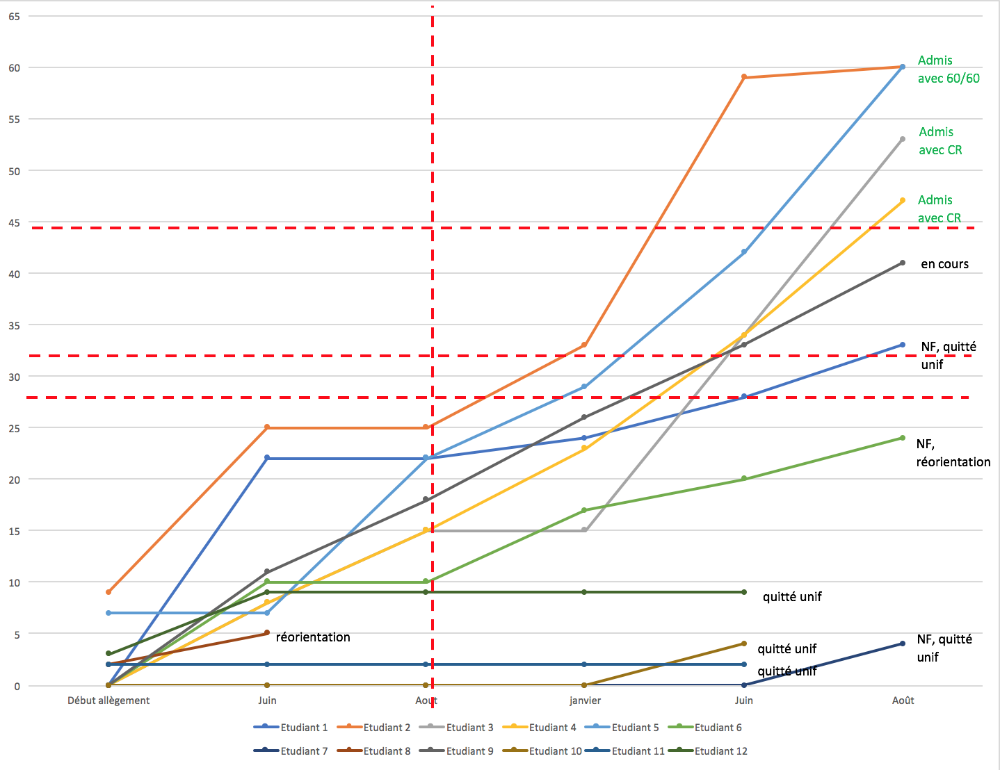 65
60
55
50
45
40
35
30
25
20
15
10
5
0
Admis
avec 60/60
Admis
avec CR
Admis
avec CR
en cours
NF, quitté
unif
NF,
réorientation
quitté unif
réorientation
NF, quitté
unif
quitté unif
quitté unif
Début allègement Juin Aout janvier Juin Août
Etudiant 1 Etudiant 2 Etudiant 3 Etudiant 4 Etudiant 5 Etudiant 6
Etudiant 7 Etudiant 8 Etudiant 9 Etudiant 10 Etudiant 11 Etudiant 12